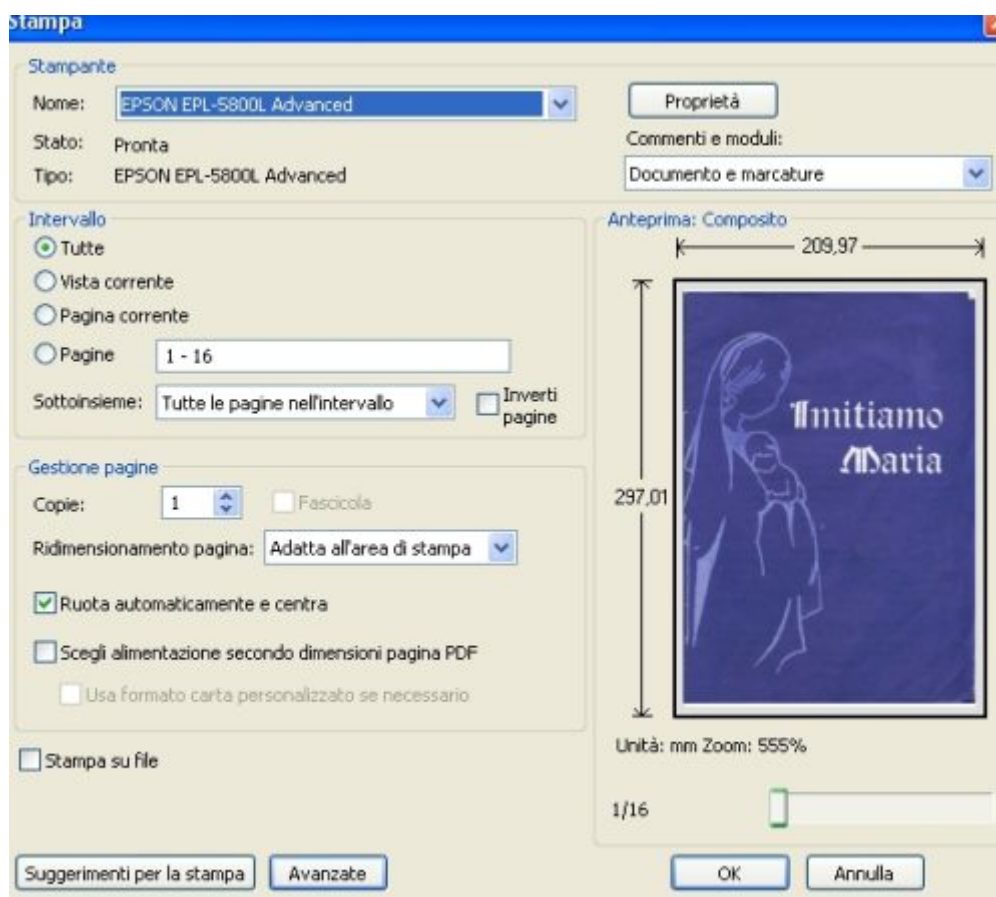 Stampa
Stampante
Nome: EPSON EPL-5800L Advanced
Proprietà
Stato: Pronta
Commenti e moduli:
Tipo: EPSON EPL-5800L Advanced
Documento e marcature
Intervallo
Tutte
Vista corrente
Pagina corrente
Pagine 1 - 16
Sottoinsieme: Tutte le pagine nell'intervallo
Inverti
pagine
Gestione pagine
Copie: 1 Fascicola
Ridimensionamento pagina: Adatta all'area di stampa
Ruota automaticamente e centra
Scegli alimentazione secondo dimensioni pagina PDF
Usa formato carta personalizzato se necessario
Stampa su file
Anteprima: Composito
209,97
297,01
Imitiamo
Maria
Unità: mm Zoom: 555%
1/16
Suggerimenti per la stampa Avanzate OK Annulla